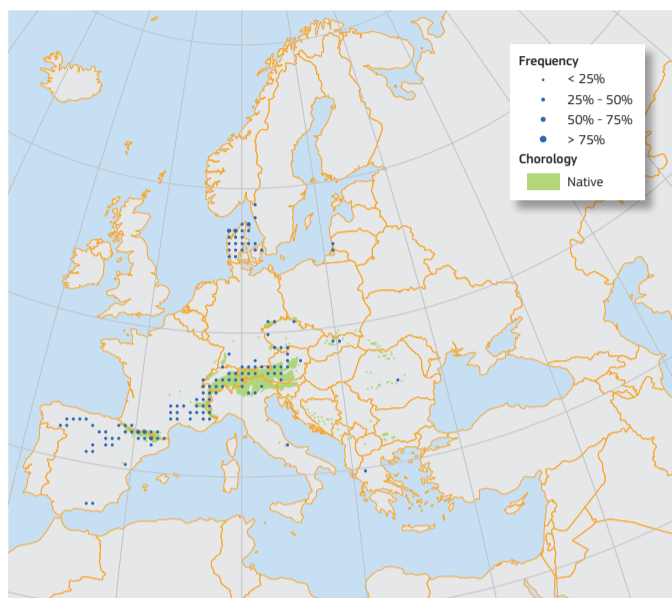 Frequency
< 25%
25% - 50%
50% - 75%
> 75%
Chorology
Native